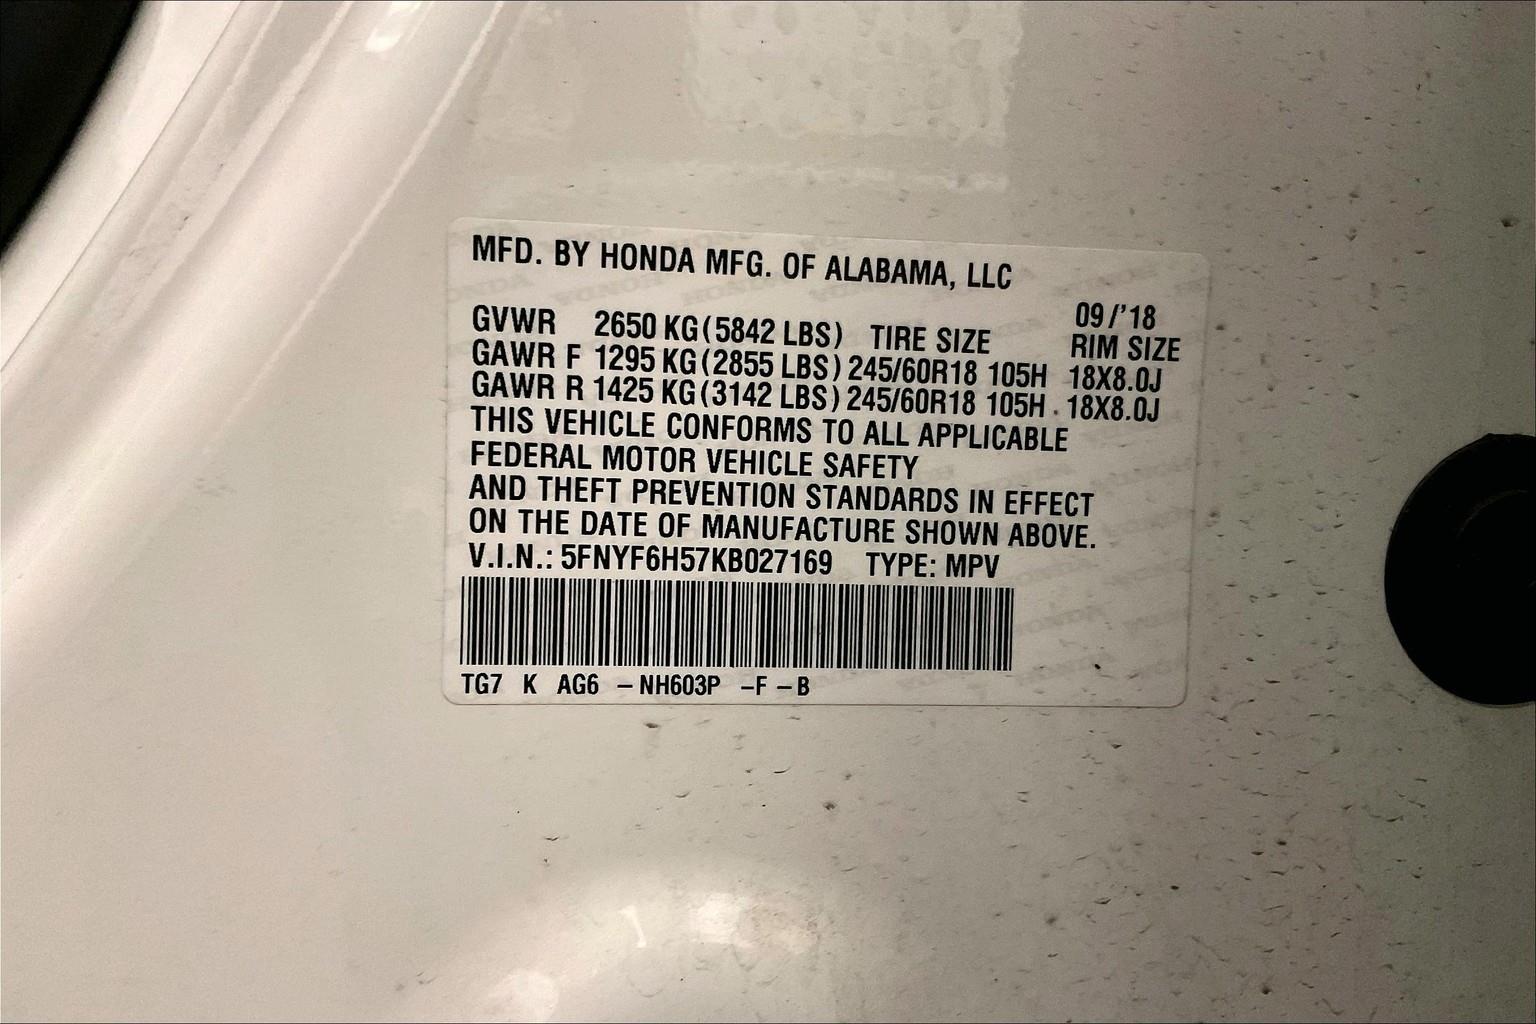 MFD. BY HONDA MFG. OF ALABAMA, LLC
09/'18
GVWR 2650 KG(5842 LBS) TIRE SIZE RIM SIZE
GAWR F 1295 KG(2855 LBS) 245/60R18 105H 18X8.0J
GAWR R 1425 KG(3142 LBS) 245/60R18 105H 18X8.0J
THIS VEHICLE CONFORMS TO ALL APPLICABLE
FEDERAL MOTOR VEHICLE SAFETY
AND THEFT PREVENTION STANDARDS IN EFFECT
ON THE DATE OF MANUFACTURE SHOWN ABOVE.
V.I.N.: 5FNYF6H57KB027169 TYPE: MPV
TG7 K AG6 -NH603P -F -B